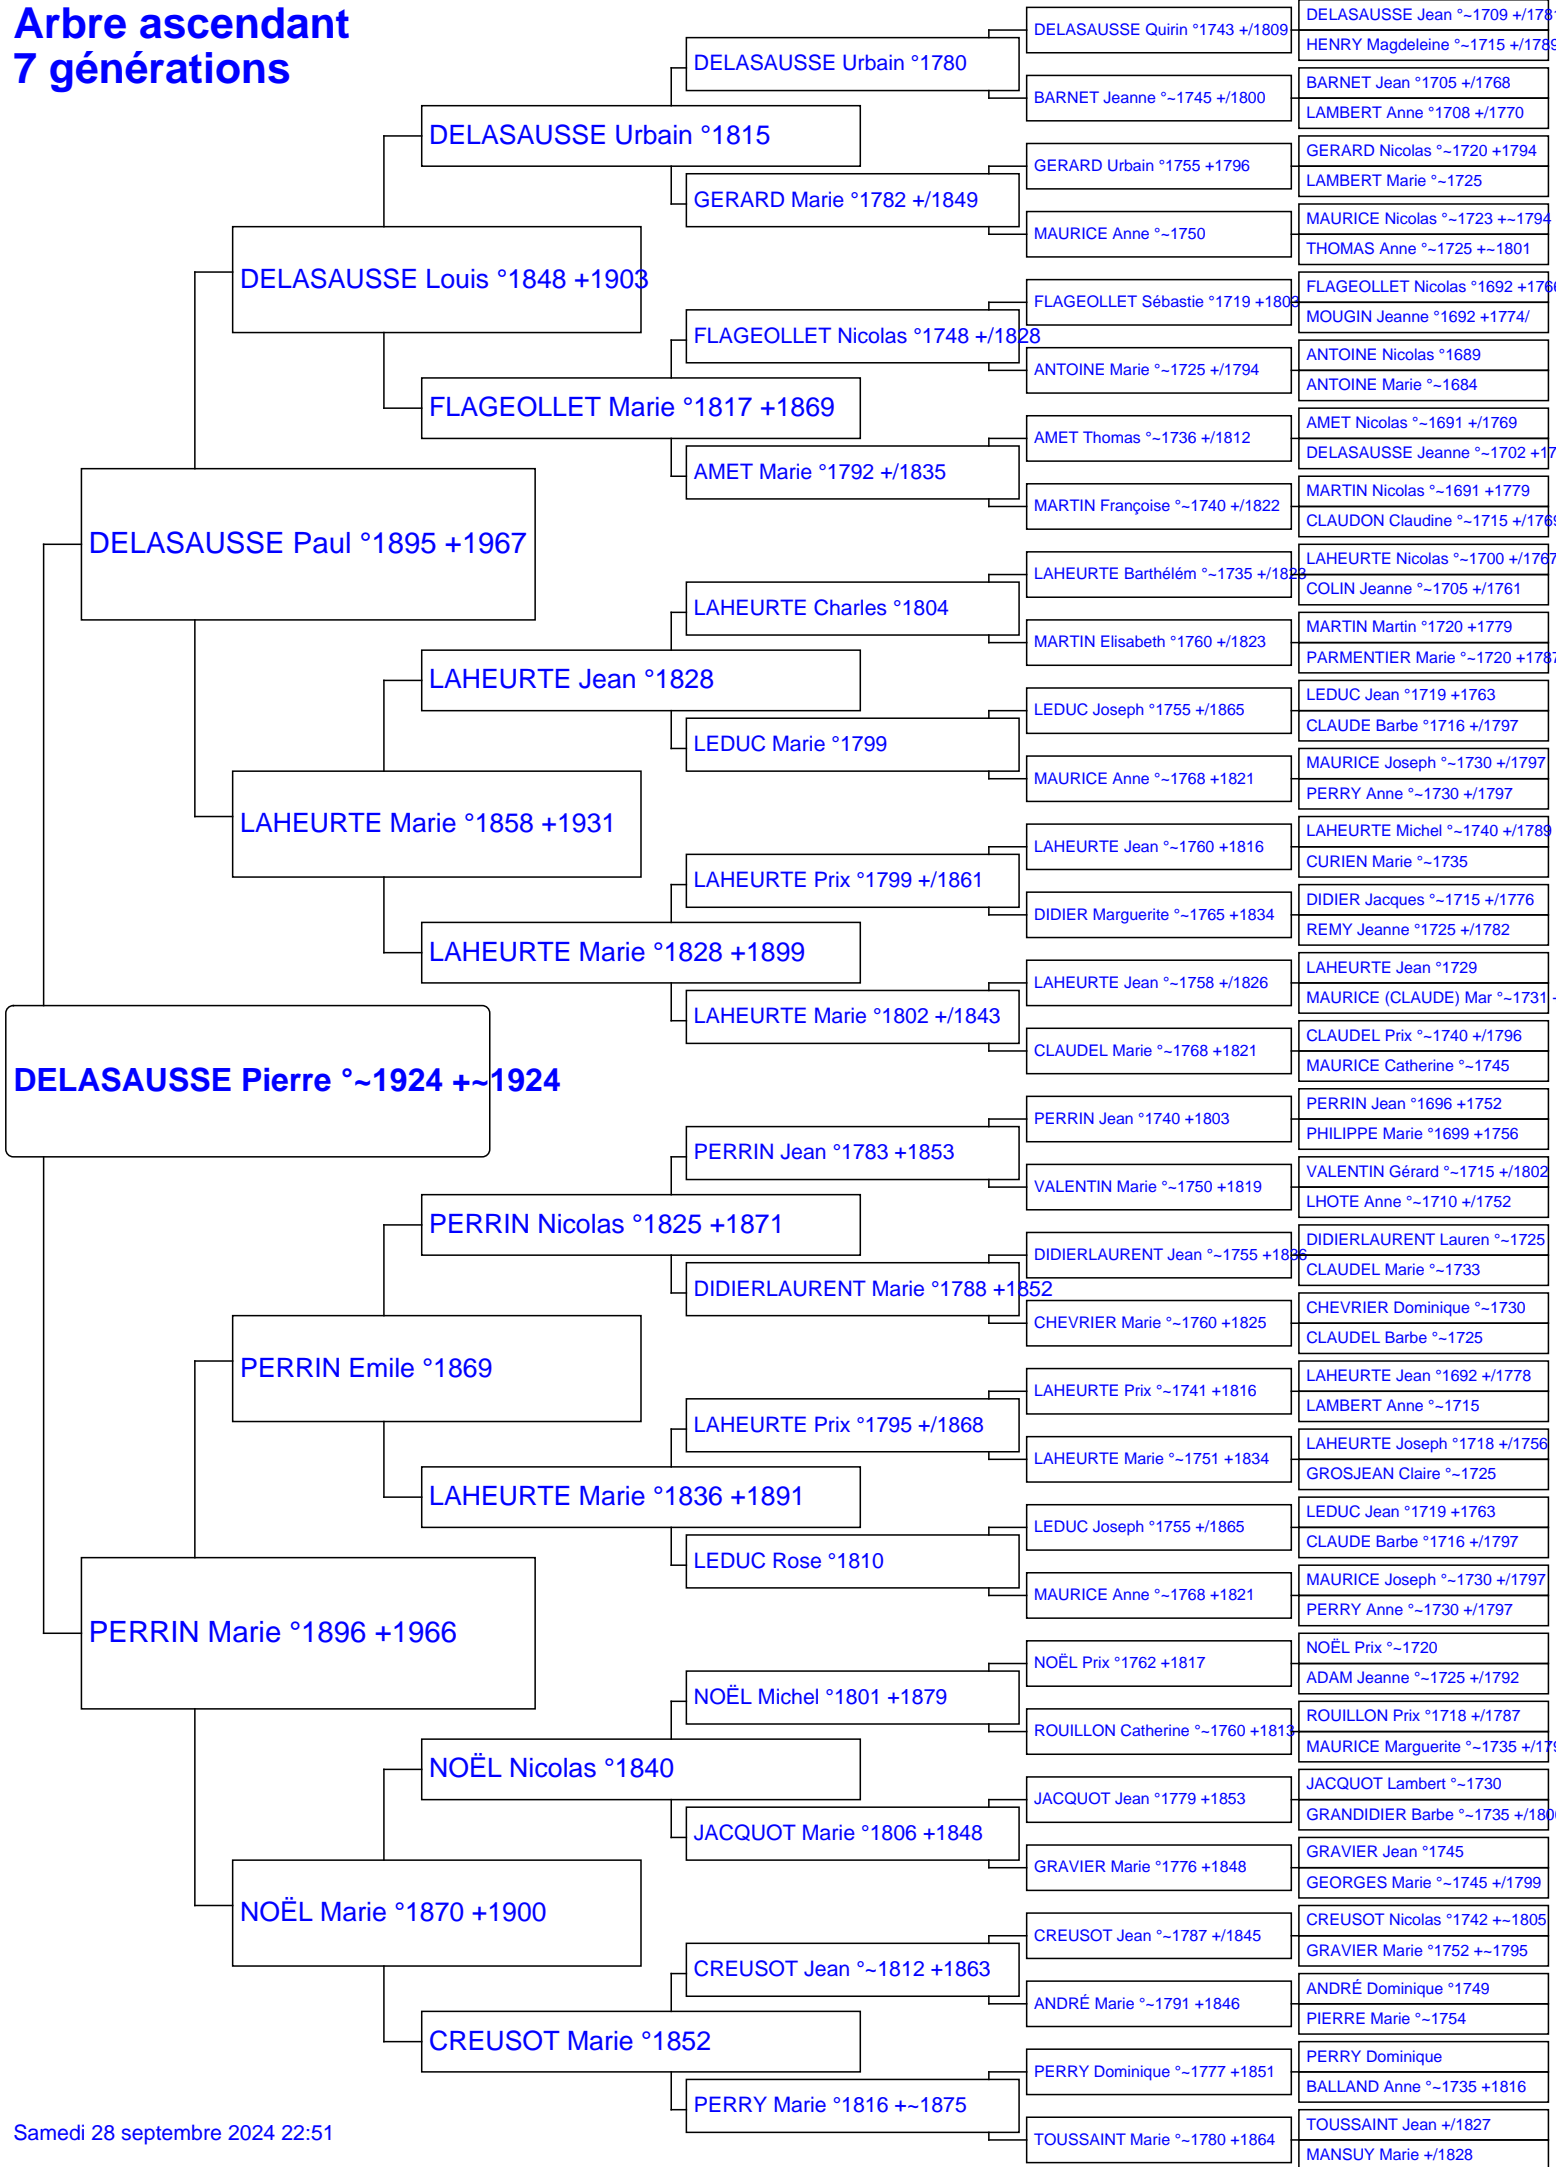 Arbre ascendant
7 générations
DELASAUSSE Pierre °~1924 +~1924
DELASAUSSE Paul °1895 +1967
PERRIN Marie °1896 +1966
DELASAUSSE Louis °1848 +1903
LAHEURTE Marie °1858 +1931
PERRIN Emile °1869
NOËL Marie °1870 +1900
DELASAUSSE Urbain °1815
FLAGEOLLET Marie °1817 +1869
LAHEURTE Jean °1828
LAHEURTE Marie °1828 +1899
PERRIN Nicolas °1825 +1871
LAHEURTE Marie °1836 +1891
NOËL Nicolas °1840
CREUSOT Marie °1852
DELASAUSSE Urbain °1780
GERARD Marie °1782 +/1849
FLAGEOLLET Nicolas °1748 +/1828
AMET Marie °1792 +/1835
LAHEURTE Charles °1804
LEDUC Marie °1799
LAHEURTE Prix °1799 +/1861
LAHEURTE Marie °1802 +/1843
PERRIN Jean °1783 +1853
DIDIERLAURENT Marie °1788 +1852
LAHEURTE Prix °1795 +/1868
LEDUC Rose °1810
NOËL Michel °1801 +1879
JACQUOT Marie °1806 +1848
CREUSOT Jean °~1812 +1863
PERRY Marie °1816 +~1875
DELASAUSSE Quirin °1743 +/1809
BARNET Jeanne °~1745 +/1800
GERARD Urbain °1755 +1796
MAURICE Anne °~1750
FLAGEOLLET Sébastie °1719 +1803
ANTOINE Marie °~1725 +/1794
AMET Thomas °~1736 +/1812
MARTIN Françoise °~1740 +/1822
LAHEURTE Barthélém °~1735 +/1823
MARTIN Elisabeth °1760 +/1823
LEDUC Joseph °1755 +/1865
MAURICE Anne °~1768 +1821
LAHEURTE Jean °~1760 +1816
DIDIER Marguerite °~1765 +1834
LAHEURTE Jean °~1758 +/1826
CLAUDEL Marie °~1768 +1821
PERRIN Jean °1740 +1803
VALENTIN Marie °~1750 +1819
DIDIERLAURENT Jean °~1755 +1836
CHEVRIER Marie °~1760 +1825
LAHEURTE Prix °~1741 +1816
LAHEURTE Marie °~1751 +1834
LEDUC Joseph °1755 +/1865
MAURICE Anne °~1768 +1821
NOËL Prix °1762 +1817
ROUILLON Catherine °~1760 +1813
JACQUOT Jean °1779 +1853
GRAVIER Marie °1776 +1848
CREUSOT Jean °~1787 +/1845
ANDRÉ Marie °~1791 +1846
PERRY Dominique °~1777 +1851
TOUSSAINT Marie °~1780 +1864
DELASAUSSE Jean °~1709 +/1781
HENRY Magdeleine °~1715 +/1789
BARNET Jean °1705 +/1768
LAMBERT Anne °1708 +/1770
GERARD Nicolas °~1720 +1794
LAMBERT Marie °~1725
MAURICE Nicolas °~1723 +~1794
THOMAS Anne °~1725 +~1801
FLAGEOLLET Nicolas °1692 +1766
MOUGIN Jeanne °1692 +1774/
ANTOINE Nicolas °1689
ANTOINE Marie °~1684
AMET Nicolas °~1691 +/1769
DELASAUSSE Jeanne °~1702 +17
MARTIN Nicolas °~1691 +1779
CLAUDON Claudine °~1715 +/1769
LAHEURTE Nicolas °~1700 +/1767
COLIN Jeanne °~1705 +/1761
MARTIN Martin °1720 +1779
PARMENTIER Marie °~1720 +1787
LEDUC Jean °1719 +1763
CLAUDE Barbe °1716 +/1797
MAURICE Joseph °~1730 +/1797
PERRY Anne °~1730 +/1797
LAHEURTE Michel °~1740 +/1789
CURIEN Marie °~1735
DIDIER Jacques °~1715 +/1776
REMY Jeanne °1725 +/1782
LAHEURTE Jean °1729
MAURICE (CLAUDE) Mar °~1731 +
CLAUDEL Prix °~1740 +/1796
MAURICE Catherine °~1745
PERRIN Jean °1696 +1752
PHILIPPE Marie °1699 +1756
VALENTIN Gérard °~1715 +/1802
LHOTE Anne °~1710 +/1752
DIDIERLAURENT Lauren °~1725
CLAUDEL Marie °~1733
CHEVRIER Dominique °~1730
CLAUDEL Barbe °~1725
LAHEURTE Jean °1692 +/1778
LAMBERT Anne °~1715
LAHEURTE Joseph °1718 +/1756
GROSJEAN Claire °~1725
LEDUC Jean °1719 +1763
CLAUDE Barbe °1716 +/1797
MAURICE Joseph °~1730 +/1797
PERRY Anne °~1730 +/1797
NOËL Prix °~1720
ADAM Jeanne °~1725 +/1792
ROUILLON Prix °1718 +/1787
MAURICE Marguerite °~1735 +/179
JACQUOT Lambert °~1730
GRANDIDIER Barbe °~1735 +/1806
GRAVIER Jean °1745
GEORGES Marie °~1745 +/1799
CREUSOT Nicolas °1742 +~1805
GRAVIER Marie °1752 +~1795
ANDRÉ Dominique °1749
PIERRE Marie °~1754
PERRY Dominique
BALLAND Anne °~1735 +1816
TOUSSAINT Jean +/1827
MANSUY Marie +/1828
Samedi 28 septembre 2024 22:51